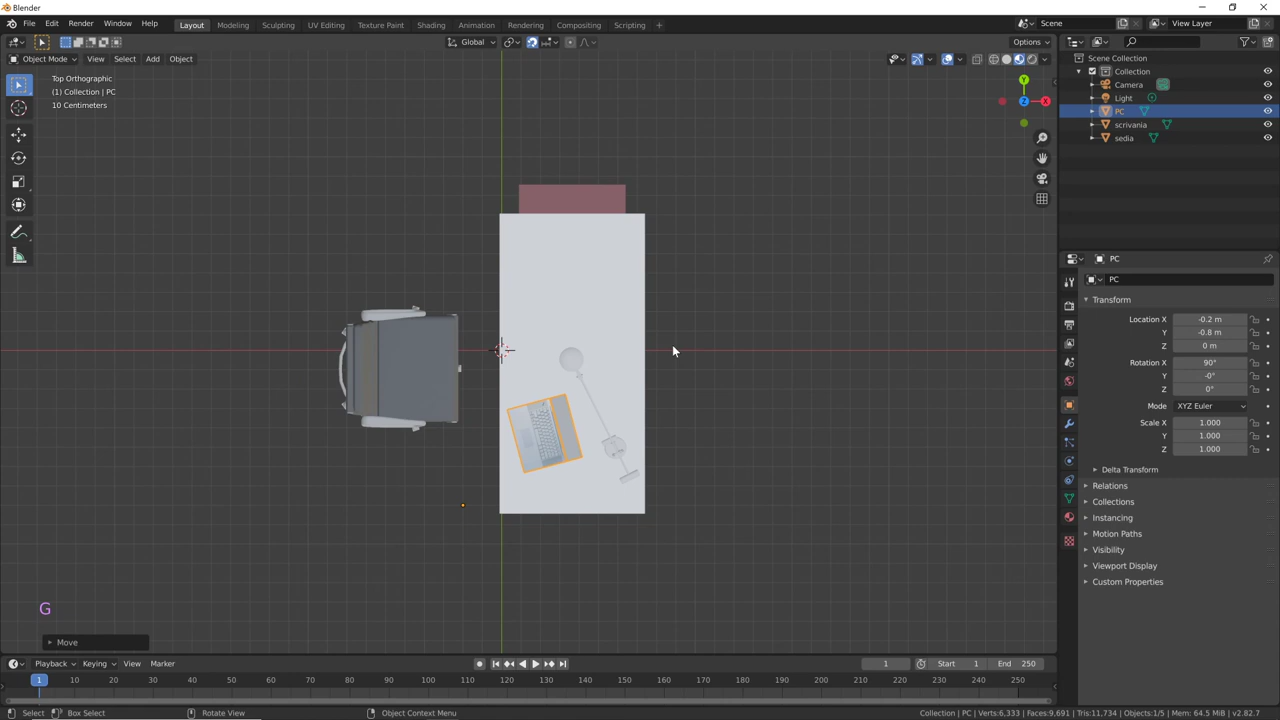 Blender
File Edit Render Window Help
Layout Modeling Sculpting UV Editing Texture Paint Shading Animation Rendering Compositing Scripting +
Scene
View Layer
Global
Options
Object Mode View Select Add Object
Top Orthographic
(1) Collection | PC
10 Centimeters
Y
Z
X
Scene Collection
Collection
Camera
Light
PC
scrivania
sedia
PC
PC
Transform
Location X -0.2 m
Y -0.8 m
Z 0 m
Rotation X 90°
Y -0°
Z 0°
Mode XYZ Euler
Scale X 1.000
Y 1.000
Z 1.000
Delta Transform
Relations
Collections
Instancing
Motion Paths
Visibility
Viewport Display
Custom Properties
G
Move
Playback Keying View Marker
1 Start 1 End 250
1 10 20 30 40 50 60 70 80 90 100 110 120 130 140 150 160 170 180 190 200 210 220 230 240 250
Select Box Select Rotate View Object Context Menu
Collection | PC | Verts:6,333 | Faces:9,691 | Tris:11,734 | Objects:1/5 | Mem: 64.5 MiB | v2.82.7